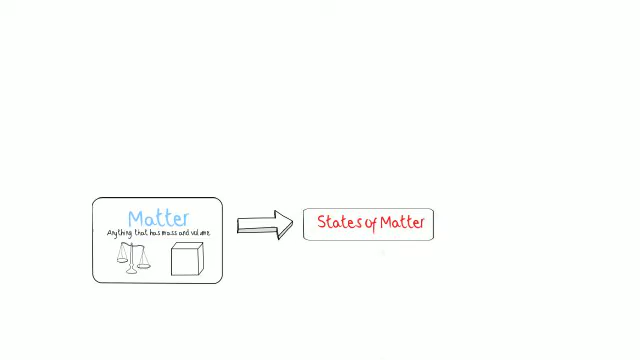 Matter
Anything that has mass and volume
States of Matter